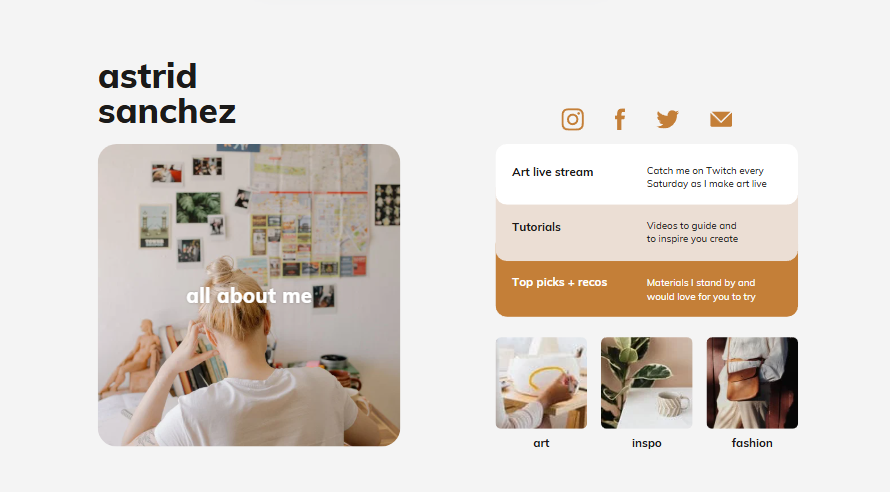 astrid
sanchez
all about me
Art live stream
Catch me on Twitch every
Saturday as I make art live
Tutorials
Videos to guide and
to inspire you create
Top picks + recos
Materials I stand by and
would love for you to try
art
inspo
fashion